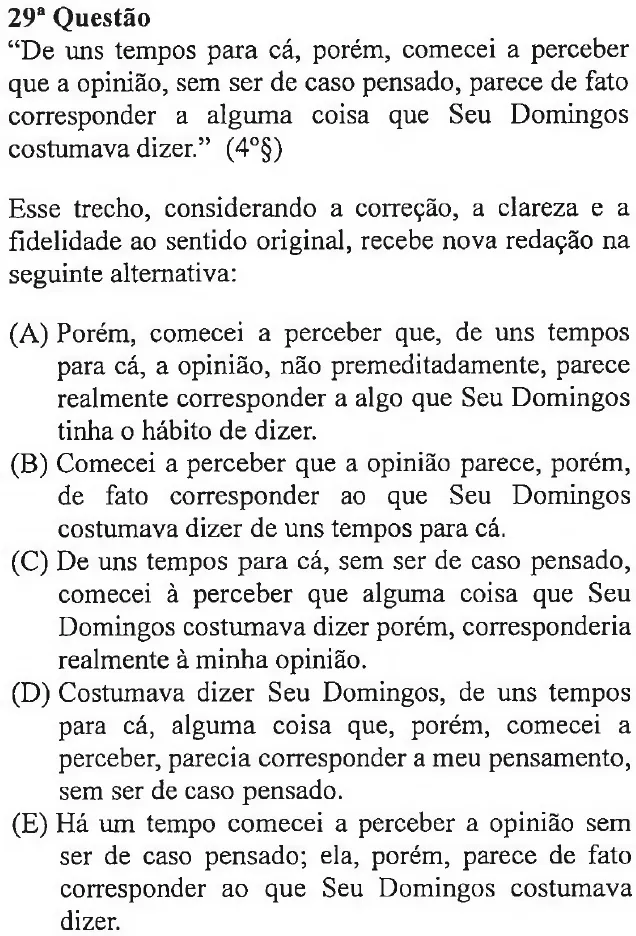 29ª Questão
“De uns tempos para cá, porém, comecei a perceber
que a opinião, sem ser de caso pensado, parece de fato
corresponder a alguma coisa que Seu Domingos
costumava dizer.” (4º§)
Esse trecho, considerando a correção, a clareza e a
fidelidade ao sentido original, recebe nova redação na
seguinte alternativa:
(A) Porém, comecei a perceber que, de uns tempos
para cá, a opinião, não premeditadamente, parece
realmente corresponder a algo que Seu Domingos
tinha o hábito de dizer.
(B) Comecei a perceber que a opinião parece, porém,
de fato corresponder ao que Seu Domingos
costumava dizer de uns tempos para cá.
(C) De uns tempos para cá, sem ser de caso pensado,
comecei à perceber que alguma coisa que Seu
Domingos costumava dizer porém, corresponderia
realmente à minha opinião.
(D) Costumava dizer Seu Domingos, de uns tempos
para cá, alguma coisa que, porém, comecei a
perceber, parecia corresponder a meu pensamento,
sem ser de caso pensado.
(E) Há um tempo comecei a perceber a opinião sem
ser de caso pensado; ela, porém, parece de fato
corresponder ao que Seu Domingos costumava
dizer.